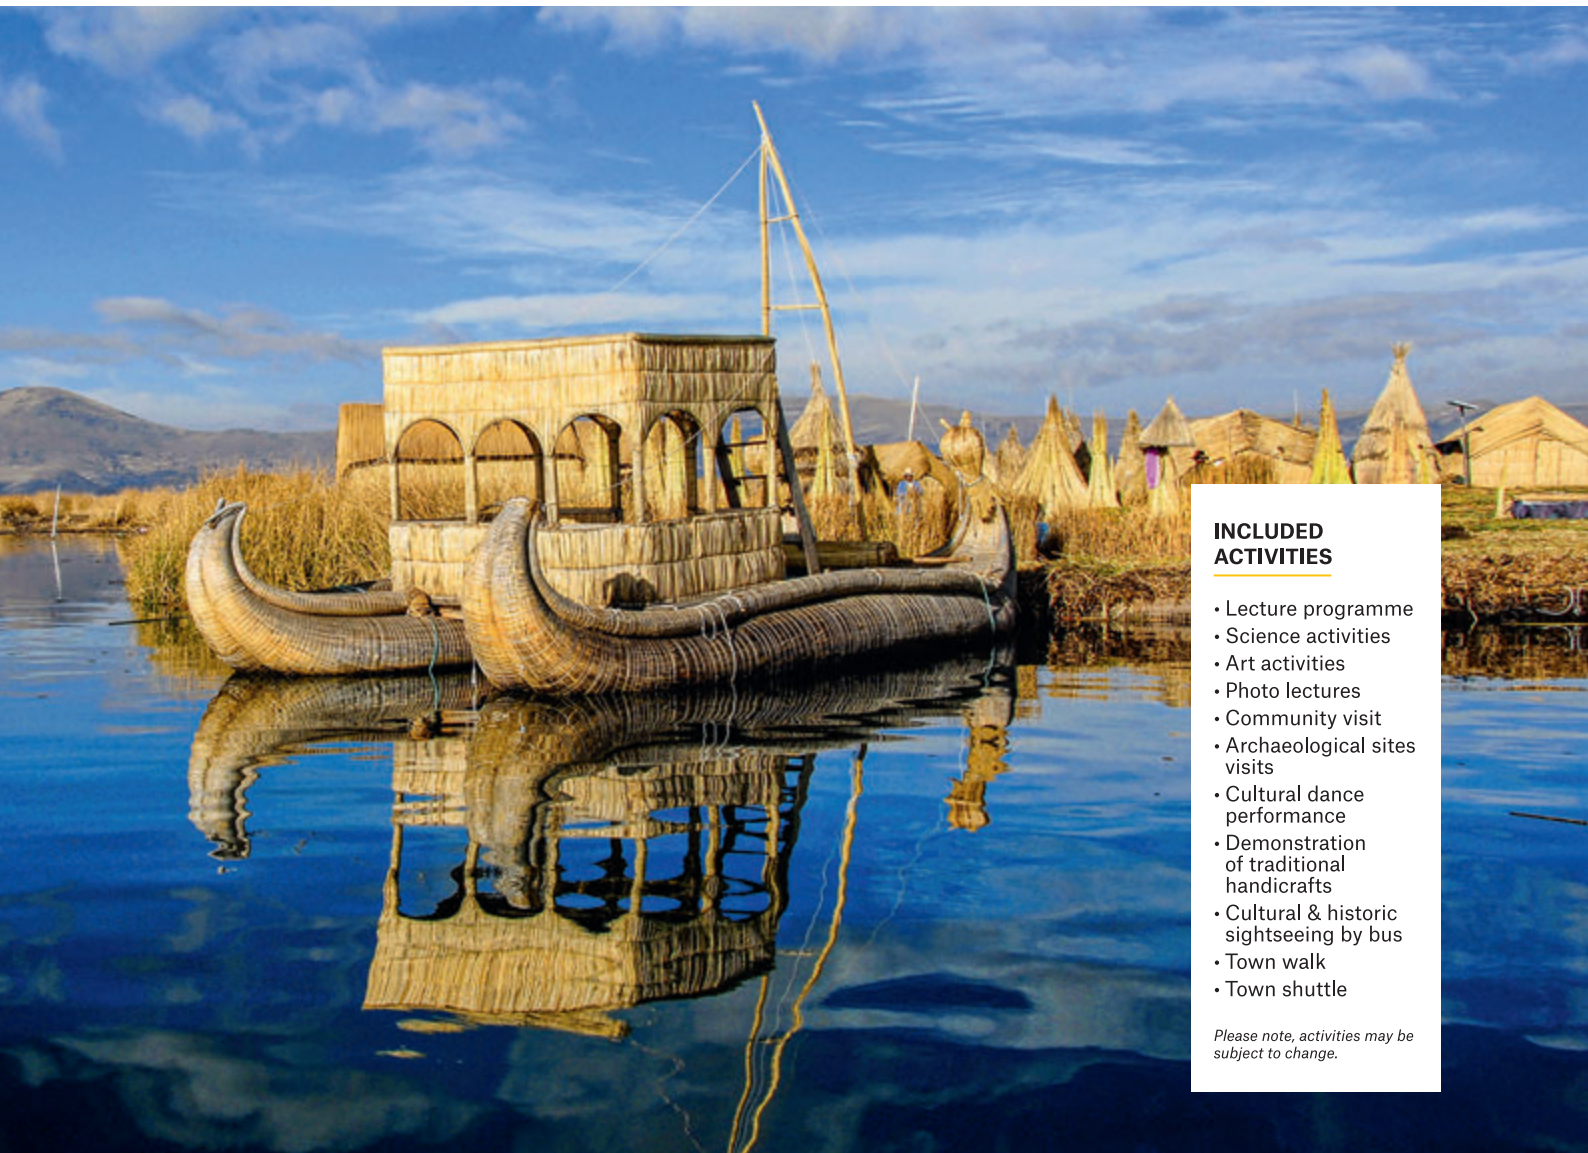 INCLUDED
ACTIVITIES
• Lecture programme
• Science activities
• Art activities
• Photo lectures
• Community visit
• Archaeological sites
visits
• Cultural dance
performance
• Demonstration
of traditional
handicrafts
• Cultural & historic
sightseeing by bus
• Town walk
• Town shuttle
Please note, activities may be
subject to change.